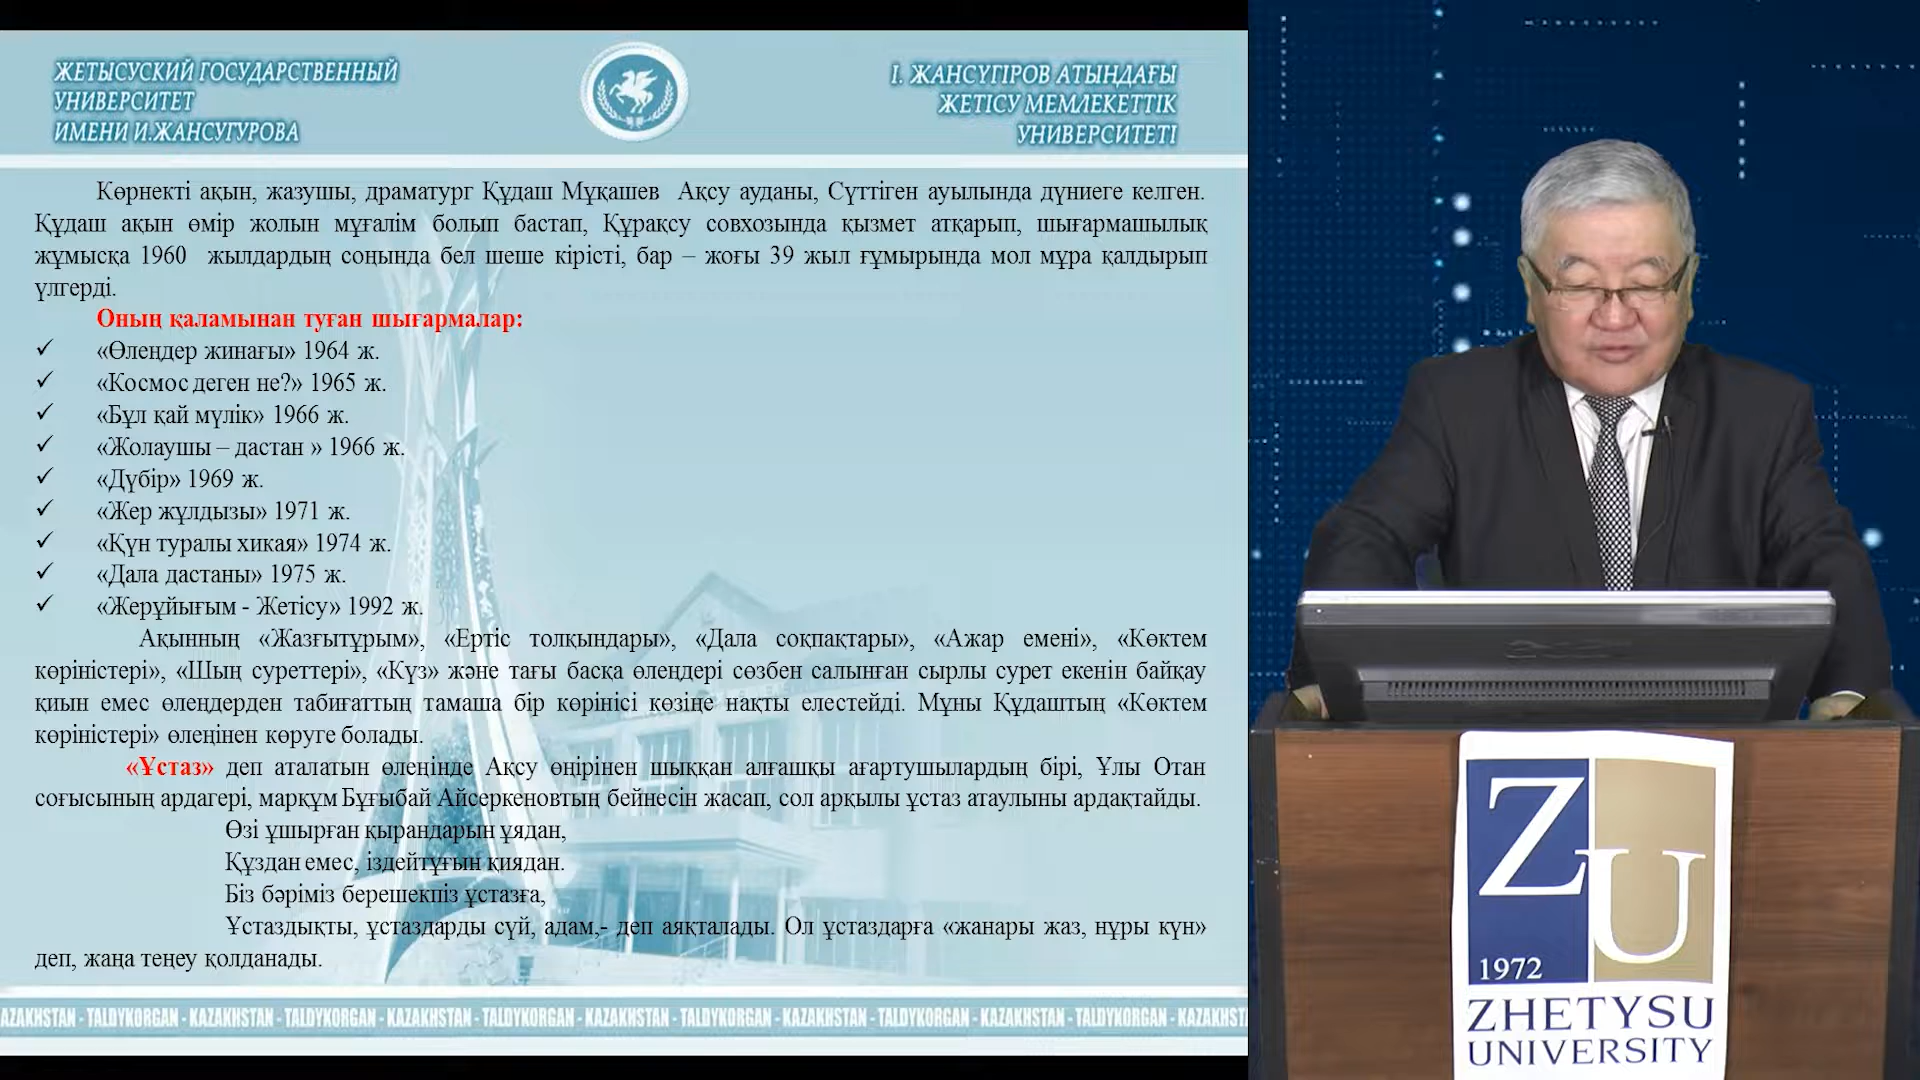 ЖЕТЫСУСКИЙ ГОСУДАРСТВЕННЫЙ
УНИВЕРСИТЕТ
ИМЕНИ И.ЖАНСУГУРОВА
І. ЖАНСҮГІРОВ АТЫНДАҒЫ
ЖЕТІСУ МЕМЛЕКЕТТІК
УНИВЕРСИТЕТІ
Көрнекті ақын, жазушы, драматург Құдаш Мұқашев Ақсу ауданы, Сүттіген ауылында дүниеге келген.
Құдаш ақын өмір жолын мұғалім болып бастап, Құрақсу совхозында қызмет атқарып, шығармашылық
жұмысқа 1960 жылдардың соңында бел шеше кірісті, бар – жоғы 39 жыл ғұмырында мол мұра қалдырып
үлгерді.
Оның қаламынан туған шығармалар:
✓ «Өлеңдер жинағы» 1964 ж.
✓ «Космос деген не?» 1965 ж.
✓ «Бұл қай мүлік» 1966 ж.
✓ «Жолаушы – дастан » 1966 ж.
✓ «Дүбір» 1969 ж.
✓ «Жер жұлдызы» 1971 ж.
✓ «Қүн туралы хикая» 1974 ж.
✓ «Дала дастаны» 1975 ж.
✓ «Жерұйығым - Жетісу» 1992 ж.
Ақынның «Жазғытұрым», «Ертіс толқындары», «Дала соқпақтары», «Ажар емені», «Көктем
көріністері», «Шың суреттері», «Күз» және тағы басқа өлеңдері сөзбен салынған сырлы сурет екенін байқау
қиын емес өлеңдерден табиғаттың тамаша бір көрінісі көзіңе нақты елестейді. Мұны Құдаштың «Көктем
көріністері» өлеңінен көруге болады.
«Ұстаз» деп аталатын өлеңінде Ақсу өңірінен шыққан алғашқы ағартушылардың бірі, Ұлы Отан
соғысының ардагері, марқұм Бұғыбай Айсеркеновтың бейнесін жасап, сол арқылы ұстаз атаулыны ардақтайды.
Өзі ұшырған қырандарын ұядан,
Құздан емес, іздейтұғын қиядан.
Біз бәріміз берешекпіз ұстазға,
Ұстаздықты, ұстаздарды сүй, адам,- деп аяқталады. Ол ұстаздарға «жанары жаз, нұры күн»
деп, жаңа теңеу қолданады.
AZAKHSTAN - TALDYKORGAN - KAZAKHSTAN - TALDYKORGAN - KAZAKHSTAN - TALDYKORGAN - KAZAKHSTAN - TALDYKORGAN - KAZAKHSTAN - TALDYKORGAN - KAZAKHSTAN - TALDYKORGAN - KAZAKHST
ZU
1972
ZHETYSU
UNIVERSITY